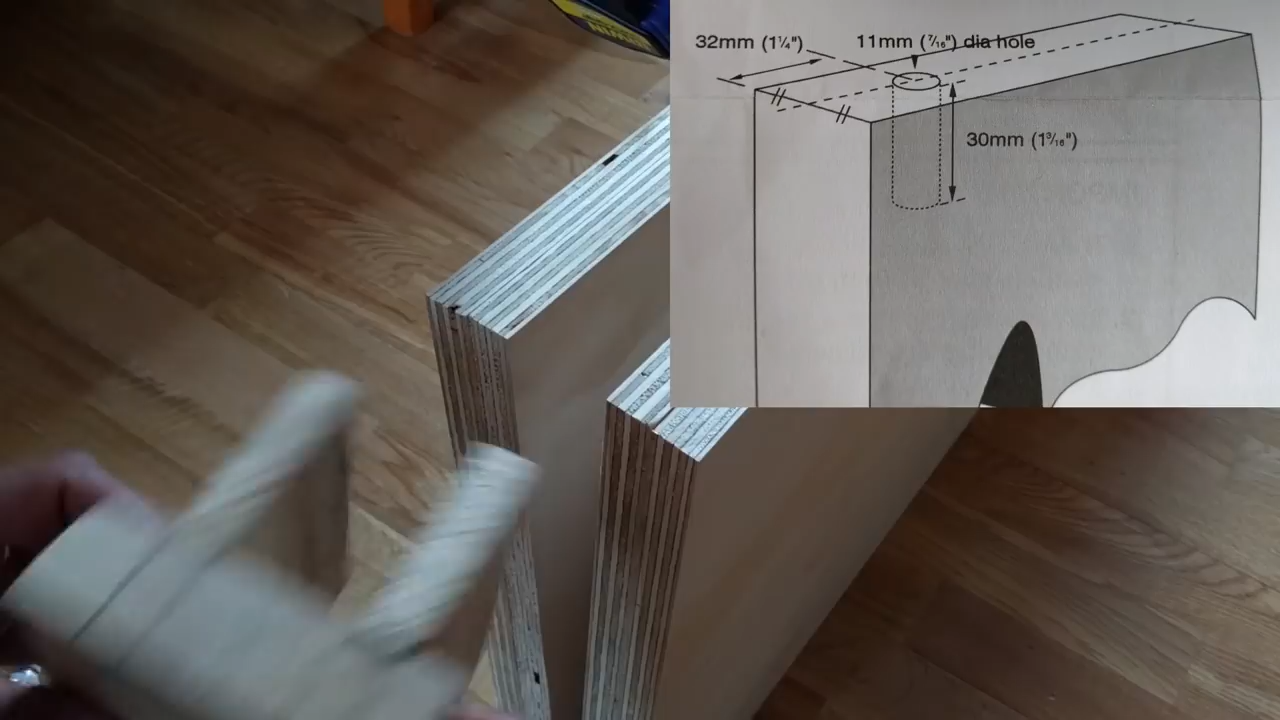 32mm (1¼") 11mm (⁷⁄₁₆") dia hole
30mm (1³⁄₁₆")